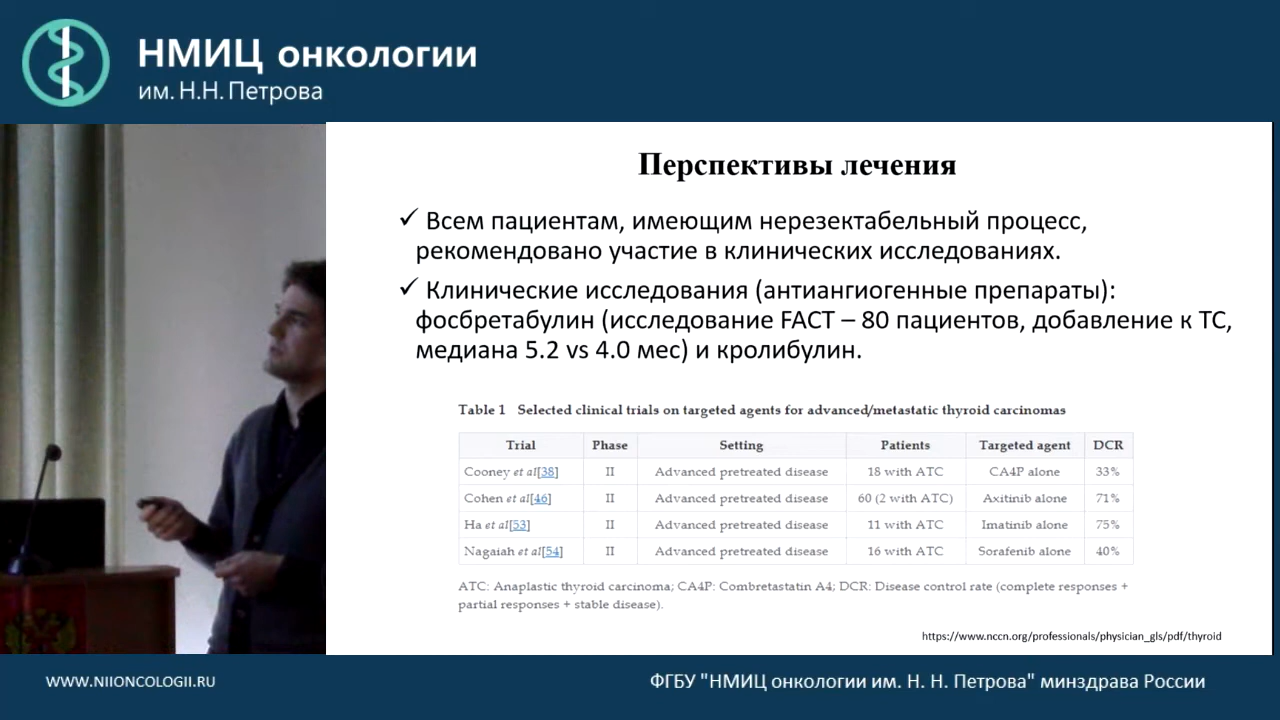 НМИЦ онкологии
им. Н.Н. Петрова
Перспективы лечения
✓ Всем пациентам, имеющим нерезектабельный процесс,
рекомендовано участие в клинических исследованиях.
✓ Клинические исследования (антиангиогенные препараты):
фосбретабулин (исследование FACT – 80 пациентов, добавление к ТС,
медиана 5.2 vs 4.0 мес) и кролибулин.
Table 1 Selected clinical trials on targeted agents for advanced/metastatic thyroid carcinomas
Trial Phase Setting Patients Targeted agent DCR
Cooney et al[38] II Advanced pretreated disease 18 with ATC CA4P alone 33%
Cohen et al[46] II Advanced pretreated disease 60 (2 with ATC) Axitinib alone 71%
Ha et al[53] II Advanced pretreated disease 11 with ATC Imatinib alone 75%
Nagaiah et al[54] II Advanced pretreated disease 16 with ATC Sorafenib alone 40%
ATC: Anaplastic thyroid carcinoma; CA4P: Combretastatin A4; DCR: Disease control rate (complete responses +
partial responses + stable disease).
https://www.nccn.org/professionals/physician_gls/pdf/thyroid
WWW.NIIONCOLOGII.RU
ФГБУ "НМИЦ онкологии им. Н. Н. Петрова" минздрава России